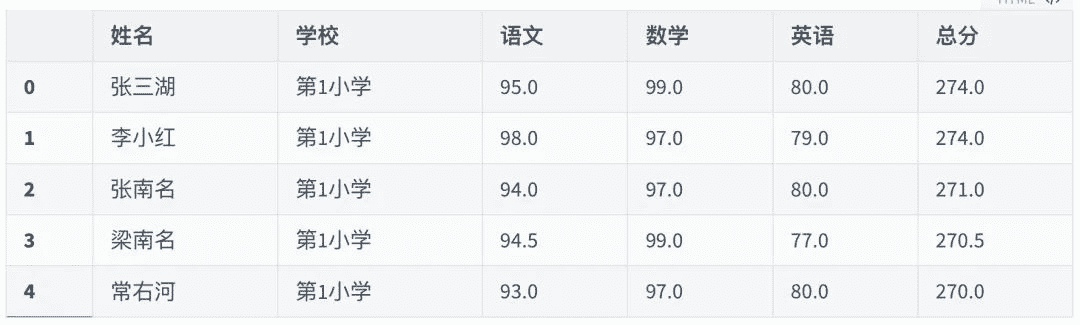 HTML </>
姓名 学校 语文 数学 英语 总分
0 张三湖 第1小学 95.0 99.0 80.0 274.0
1 李小红 第1小学 98.0 97.0 79.0 274.0
2 张南名 第1小学 94.0 97.0 80.0 271.0
3 梁南名 第1小学 94.5 99.0 77.0 270.5
4 常右河 第1小学 93.0 97.0 80.0 270.0